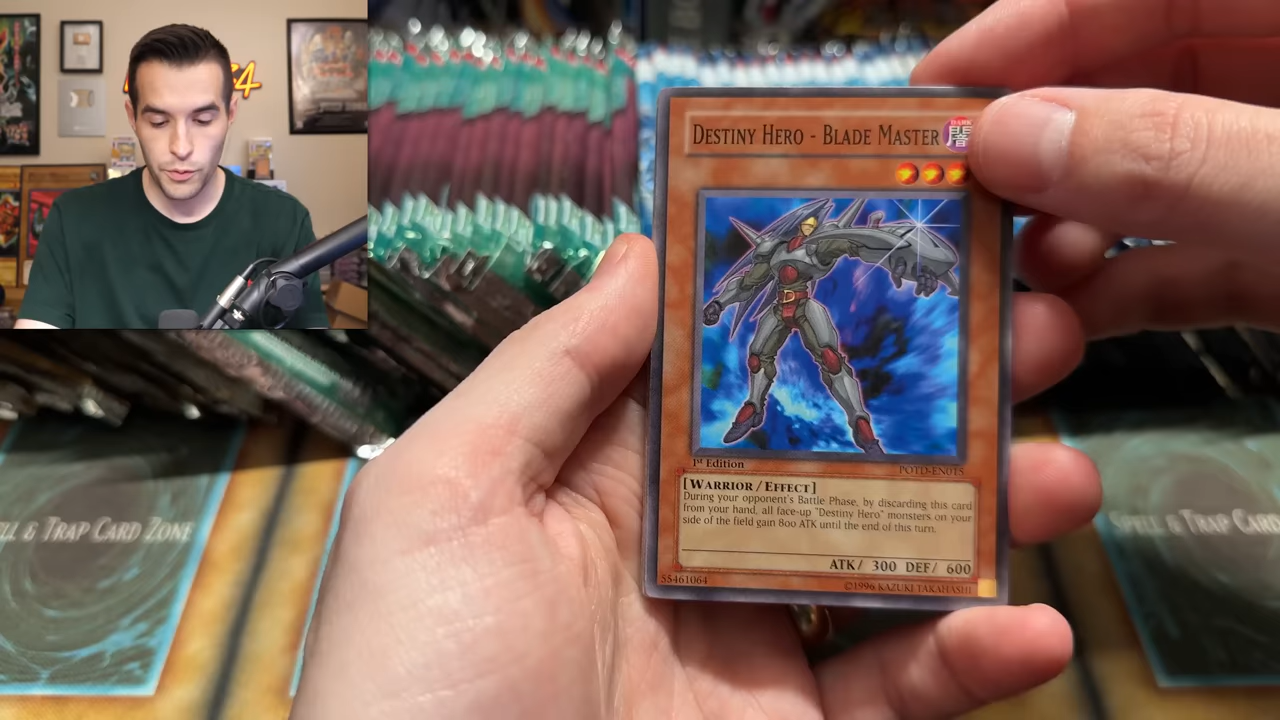 64
DESTINY HERO - BLADE MASTER
DARK
闇
1st Edition
POTD-EN015
[WARRIOR / EFFECT]
During your opponent's Battle Phase, by discarding this card
from your hand, all face-up "Destiny Hero" monsters on your
side of the field gain 800 ATK until the end of this turn.
ATK/ 300 DEF/ 600
55461064
©1996 KAZUKI TAKAHASHI
LL & TRAP CARD ZONE
SPELL & TRAP CARD